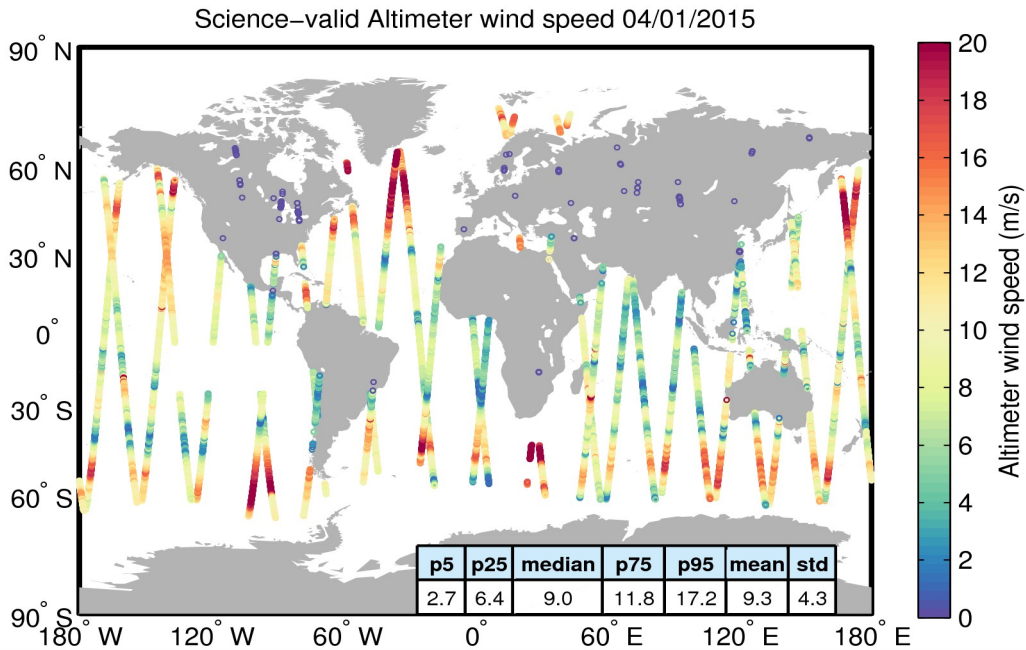 Science−valid Altimeter wind speed 04/01/2015
90° N
60° N
30° N
0°
30° S
60° S
90° S
180° W
120° W
60° W
0°
60° E
120° E
180° E
p5 p25 median p75 p95 mean std
2.7 6.4 9.0 11.8 17.2 9.3 4.3
20
18
16
14
12
10
8
6
4
2
0
Altimeter wind speed (m/s)